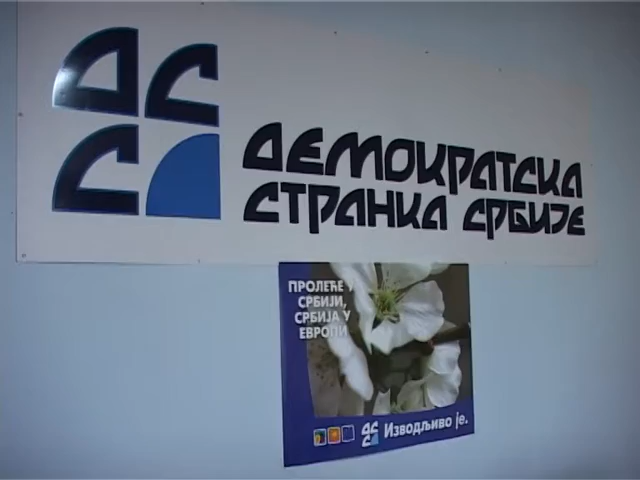 ДС
С
ДЕМОКРАТСКА
СТРАНКА СРБИЈЕ
ПРОЛЕЋЕ У
СРБИЈИ,
СРБИЈА У
ЕВРОПИ
ДС
С
Изводљиво је.